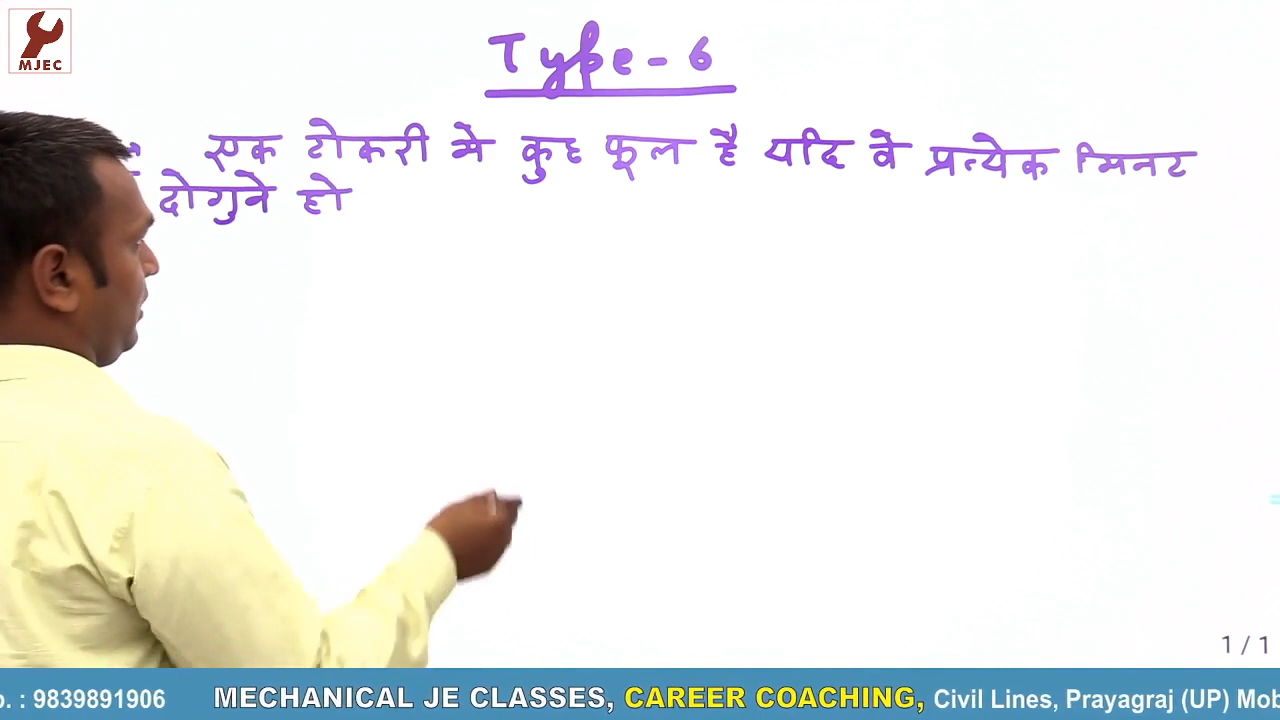 MJEC
Type - 6
एक टोकरी मे कुछ फूल है यदि वे प्रत्येक मिनट
दोगुने हो
1 / 1
: 9839891906 MECHANICAL JE CLASSES, CAREER COACHING, Civil Lines, Prayagraj (UP) Mob